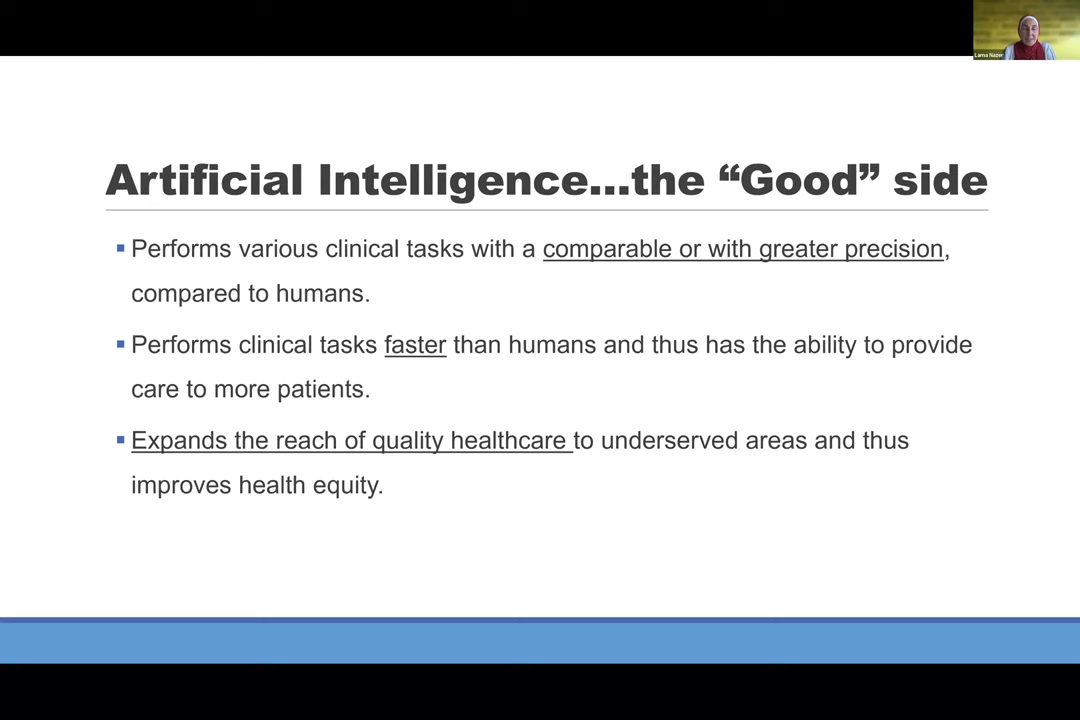 Lama Nazer
Artificial Intelligence...the “Good” side
▪ Performs various clinical tasks with a comparable or with greater precision,
compared to humans.
▪ Performs clinical tasks faster than humans and thus has the ability to provide
care to more patients.
▪ Expands the reach of quality healthcare to underserved areas and thus
improves health equity.